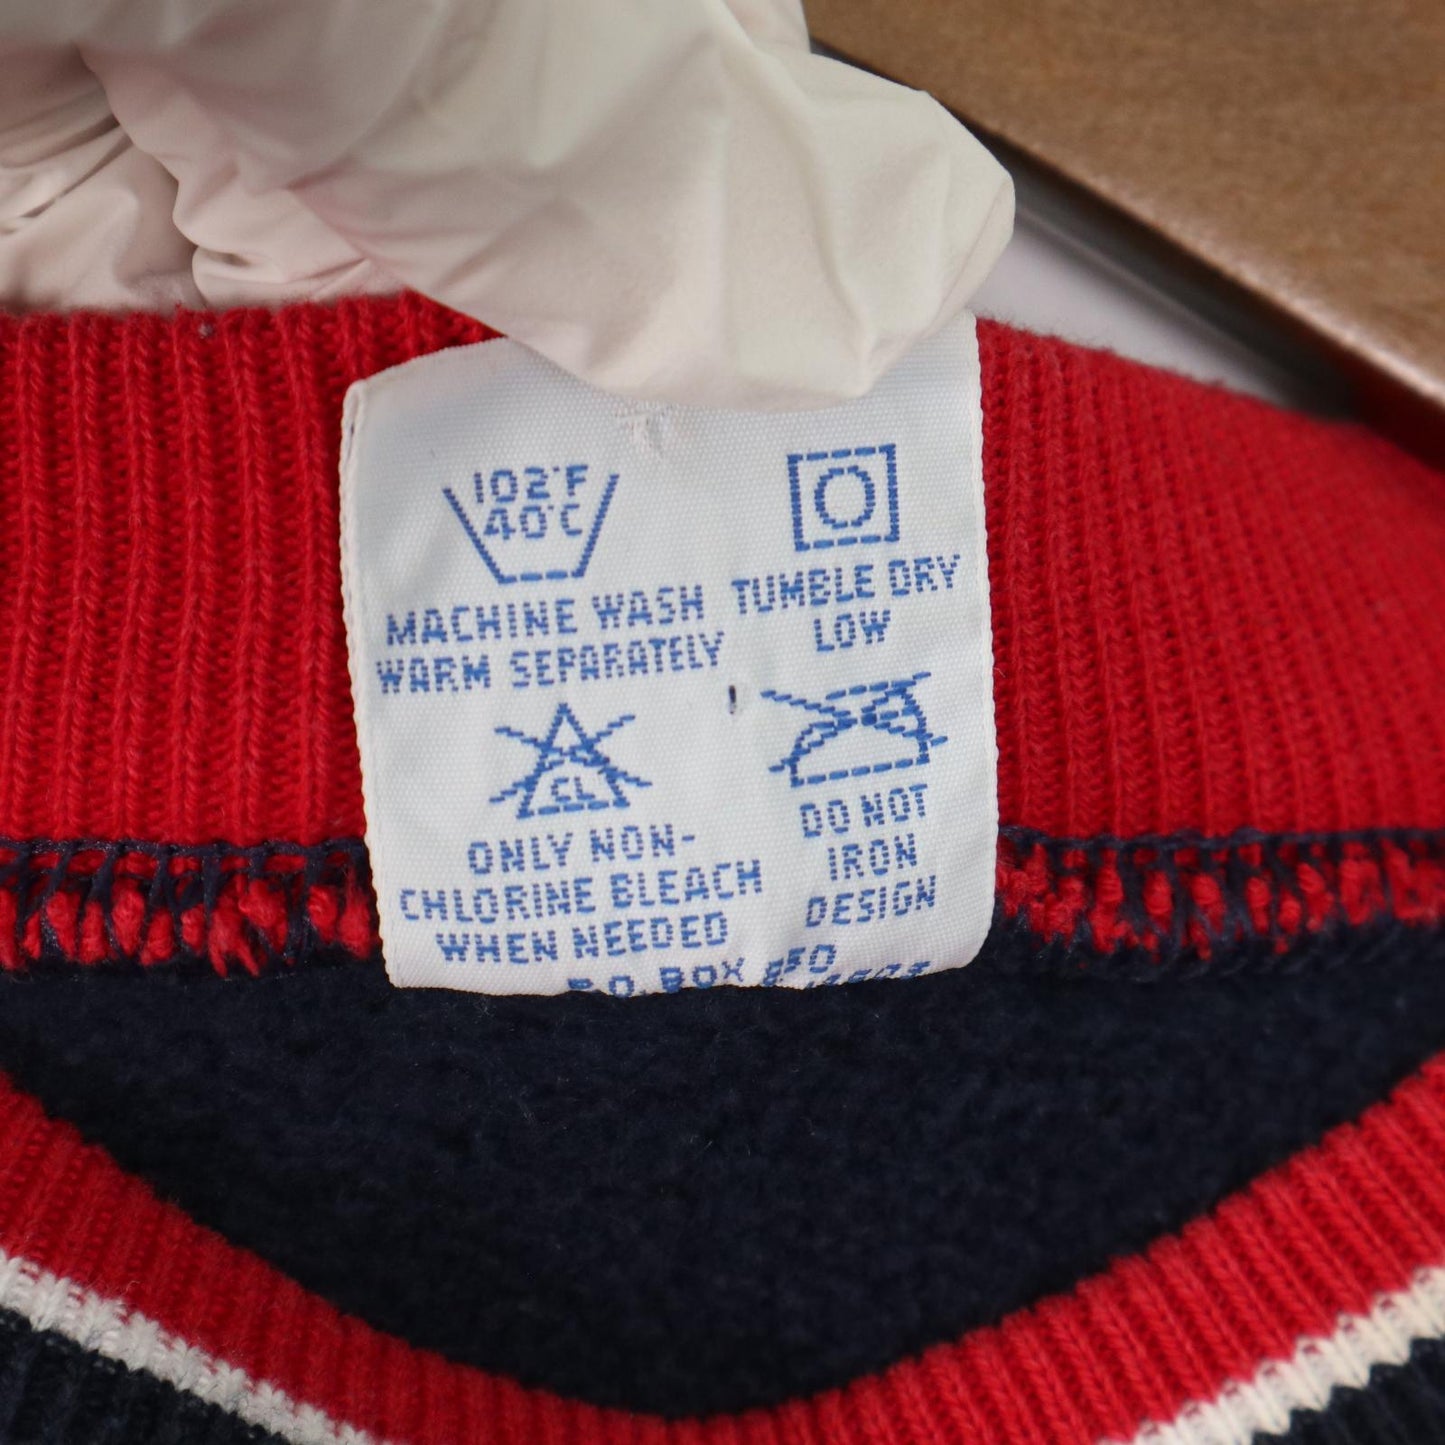 102°F
40°C
MACHINE WASH
WARM SEPARATELY
TUMBLE DRY
LOW
CL
ONLY NON-
CHLORINE BLEACH
WHEN NEEDED
DO NOT
IRON
DESIGN
P.O. BOX